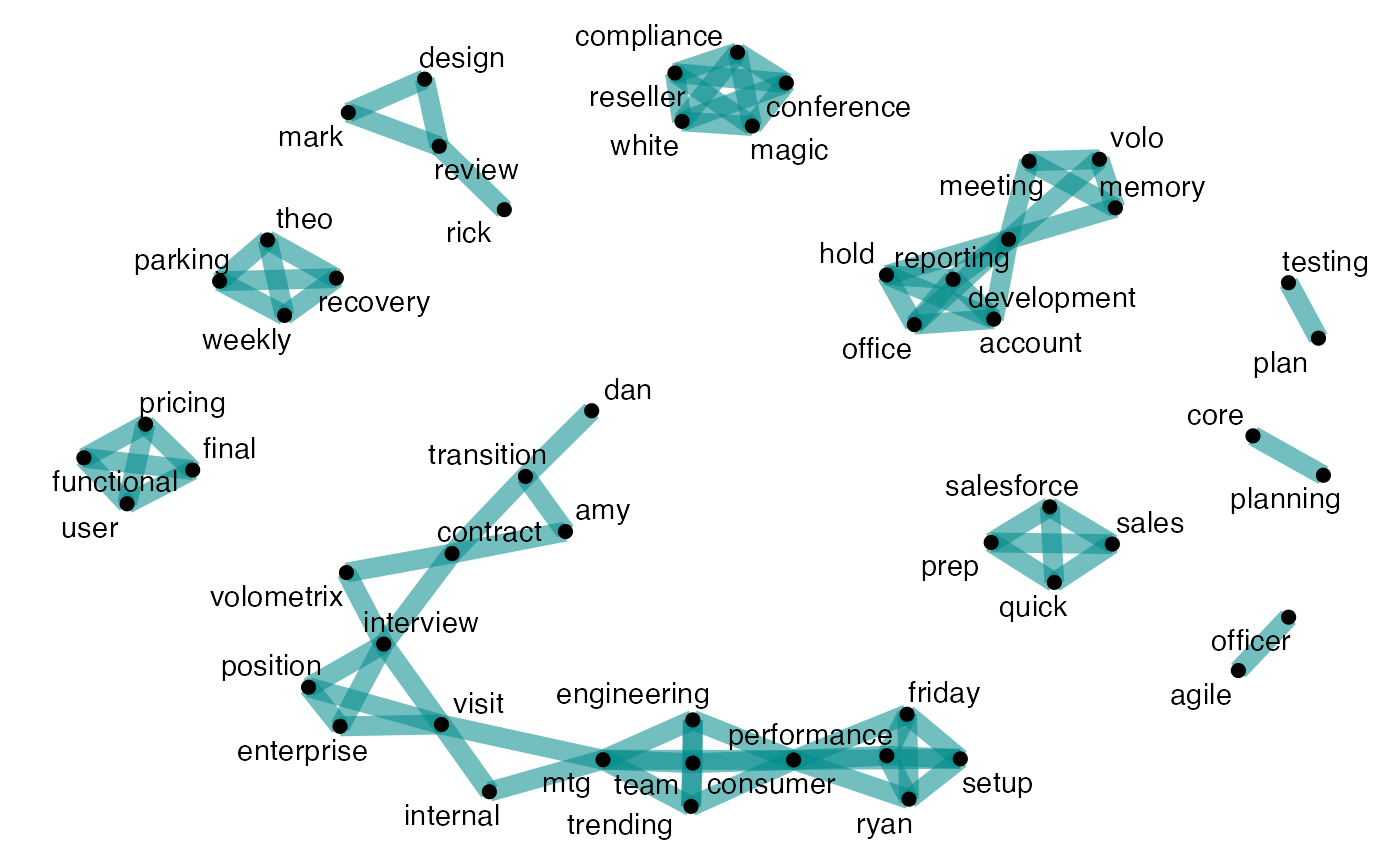 compliance
design
reseller
conference
mark
white
magic
volo
review
meeting
memory
theo
rick
parking
hold
reporting
testing
recovery
development
weekly
office
account
plan
dan
pricing
core
final
transition
functional
salesforce
planning
user
contract
amy
sales
prep
volometrix
quick
interview
officer
position
agile
engineering
friday
visit
performance
enterprise
mtg
team
consumer
setup
internal
trending
ryan